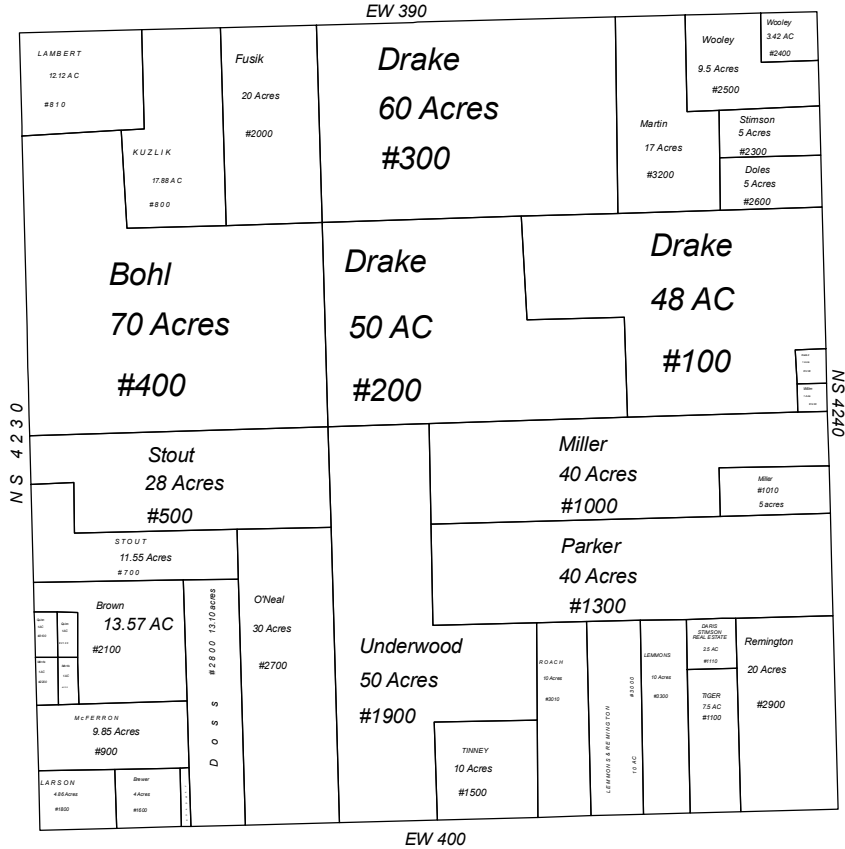 EW 390
LAMBERT
12.12 AC
#810
KUZLIK
17.88 AC
#800
Fusik
20 Acres
#2000
Drake
60 Acres
#300
Martin
17 Acres
#3200
Wooley
9.5 Acres
#2500
Wooley
3.42 AC
#2400
Stimson
5 Acres
#2300
Doles
5 Acres
#2600
Bohl
70 Acres
#400
Drake
50 AC
#200
Drake
48 AC
#100
NS 4230
NS 4240
Stout
28 Acres
#500
Miller
40 Acres
#1000
Miller
#1010
5 acres
STOUT
11.55 Acres
#700
Parker
40 Acres
#1300
Brown
13.57 AC
#2100
Doss #2800 13.10 acres
O'Neal
30 Acres
#2700
Underwood
50 Acres
#1900
ROACH
10 Acres
#3010
LEMMONS & REMINGTON
10 AC #3000
LEMMONS
10 Acres
#3300
DARIS
STIMSON
REAL ESTATE
2.5 AC
#1110
TIGER
7.5 AC
#1100
Remington
20 Acres
#2900
McFERRON
9.85 Acres
#900
TINNEY
10 Acres
#1500
LARSON
4.86 Acres
#1800
Brewer
4 Acres
#1600
EW 400